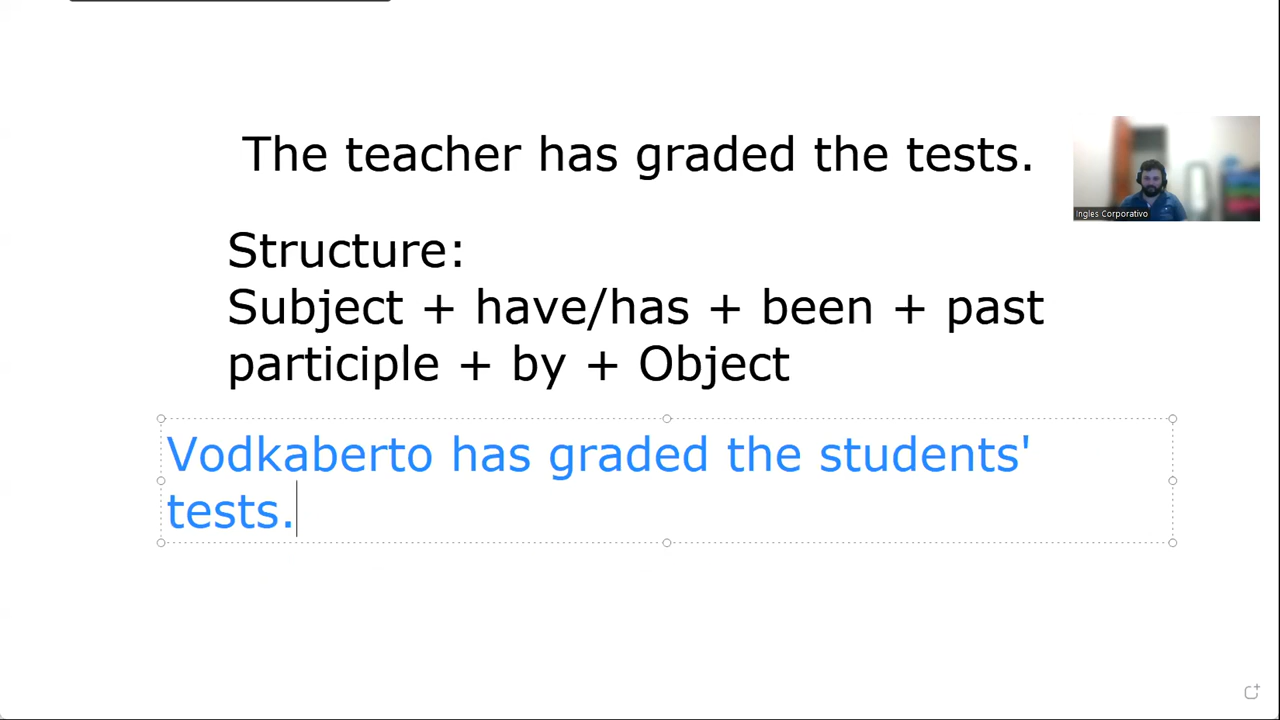 The teacher has graded the tests.
Ingles Corporativo
Structure:
Subject + have/has + been + past
participle + by + Object
Vodkaberto has graded the students'
tests.